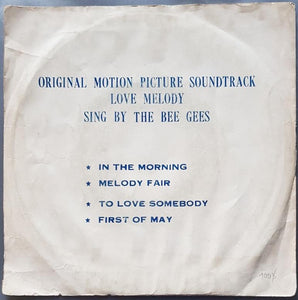 ORIGINAL MOTION PICTURE SOUNDTRACK
LOVE MELODY
SING BY THE BEE GEES
★ IN THE MORNING
★ MELODY FAIR
★ TO LOVE SOMEBODY
★ FIRST OF MAY